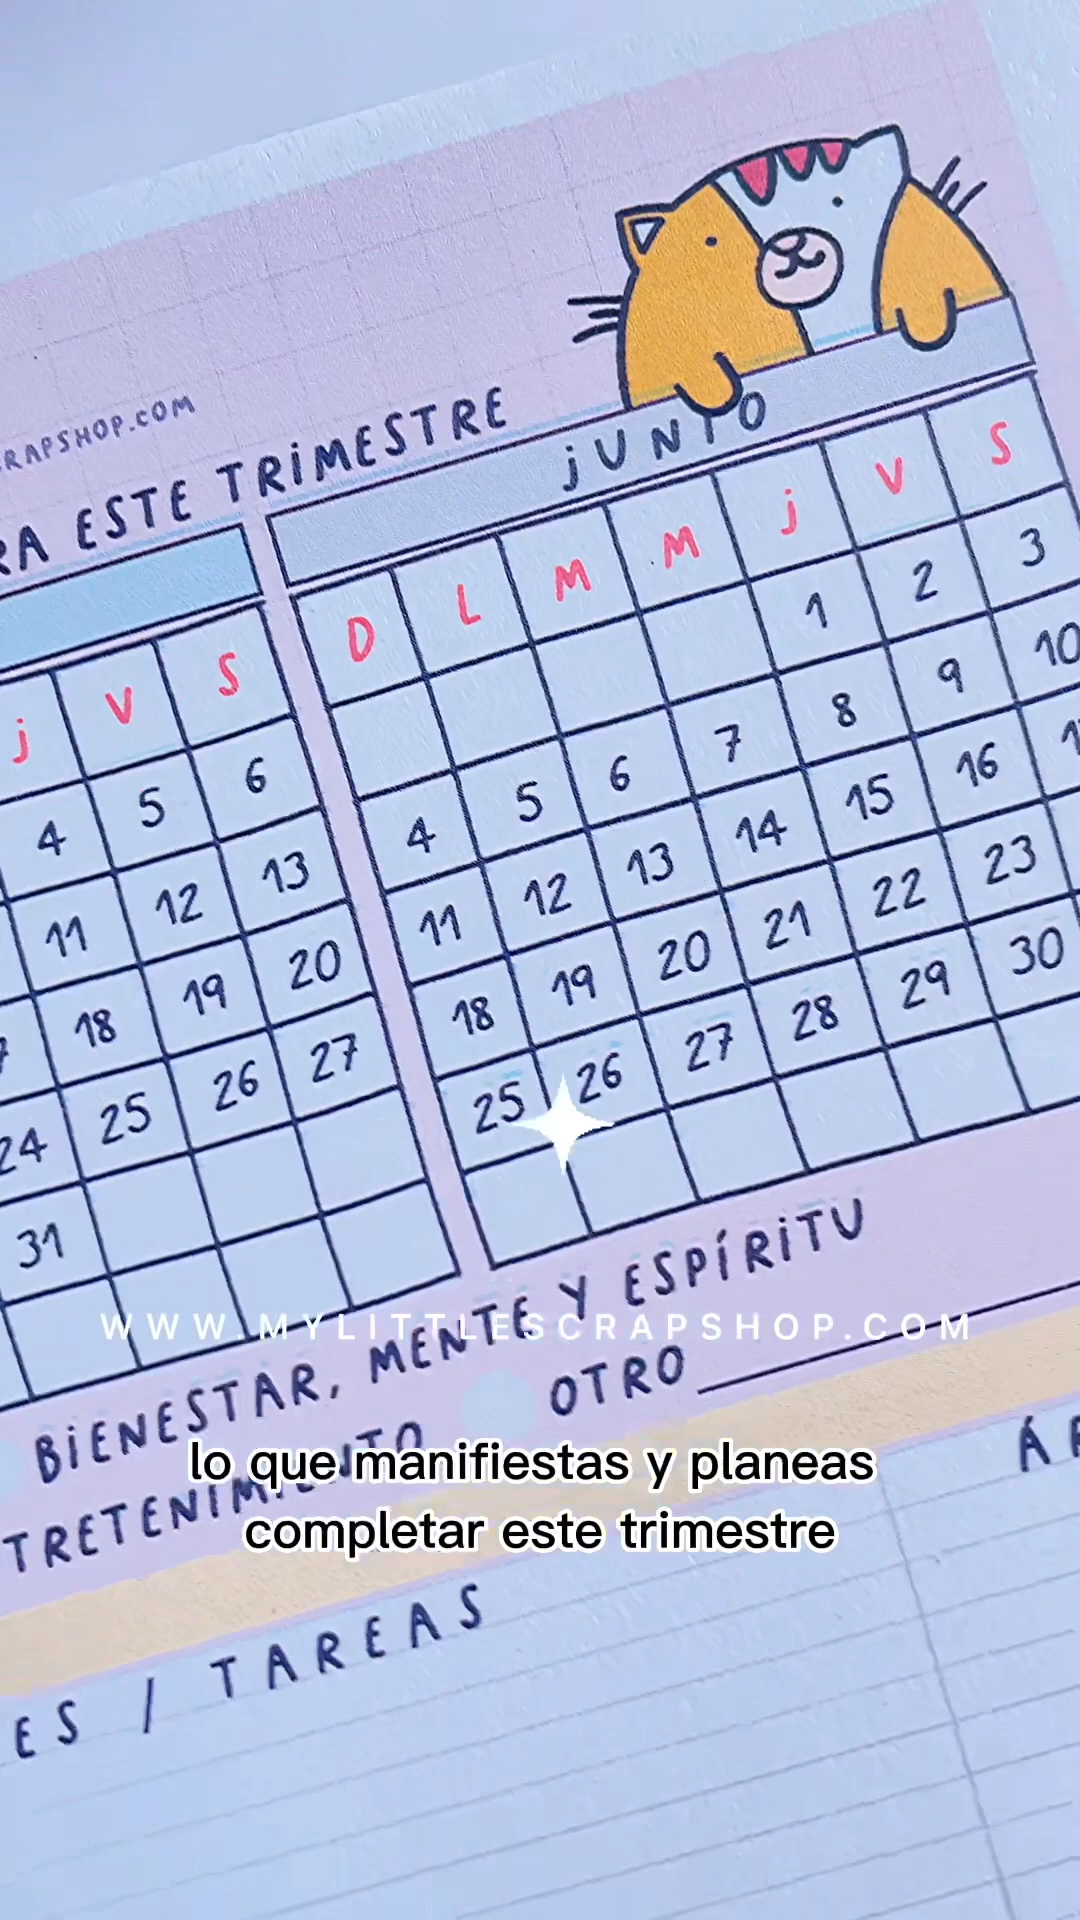 RAPSHOP.COM
RA ESTE TRiMESTRE
jUNIO
j V S
4 5 6
11 12 13
18 19 20
24 25 26 27
31
D L M M j V S
1 2 3
4 5 6 7 8 9 10
11 12 13 14 15 16
18 19 20 21 22 23
25 26 27 28 29 30
BiENESTAR, MENTE Y ESPÍRiTU
TRETENiMiENTO OTRO
WWW.MYLITTLESCRAPSHOP.COM
lo que manifiestas y planeas
completar este trimestre
ES / TAREAS